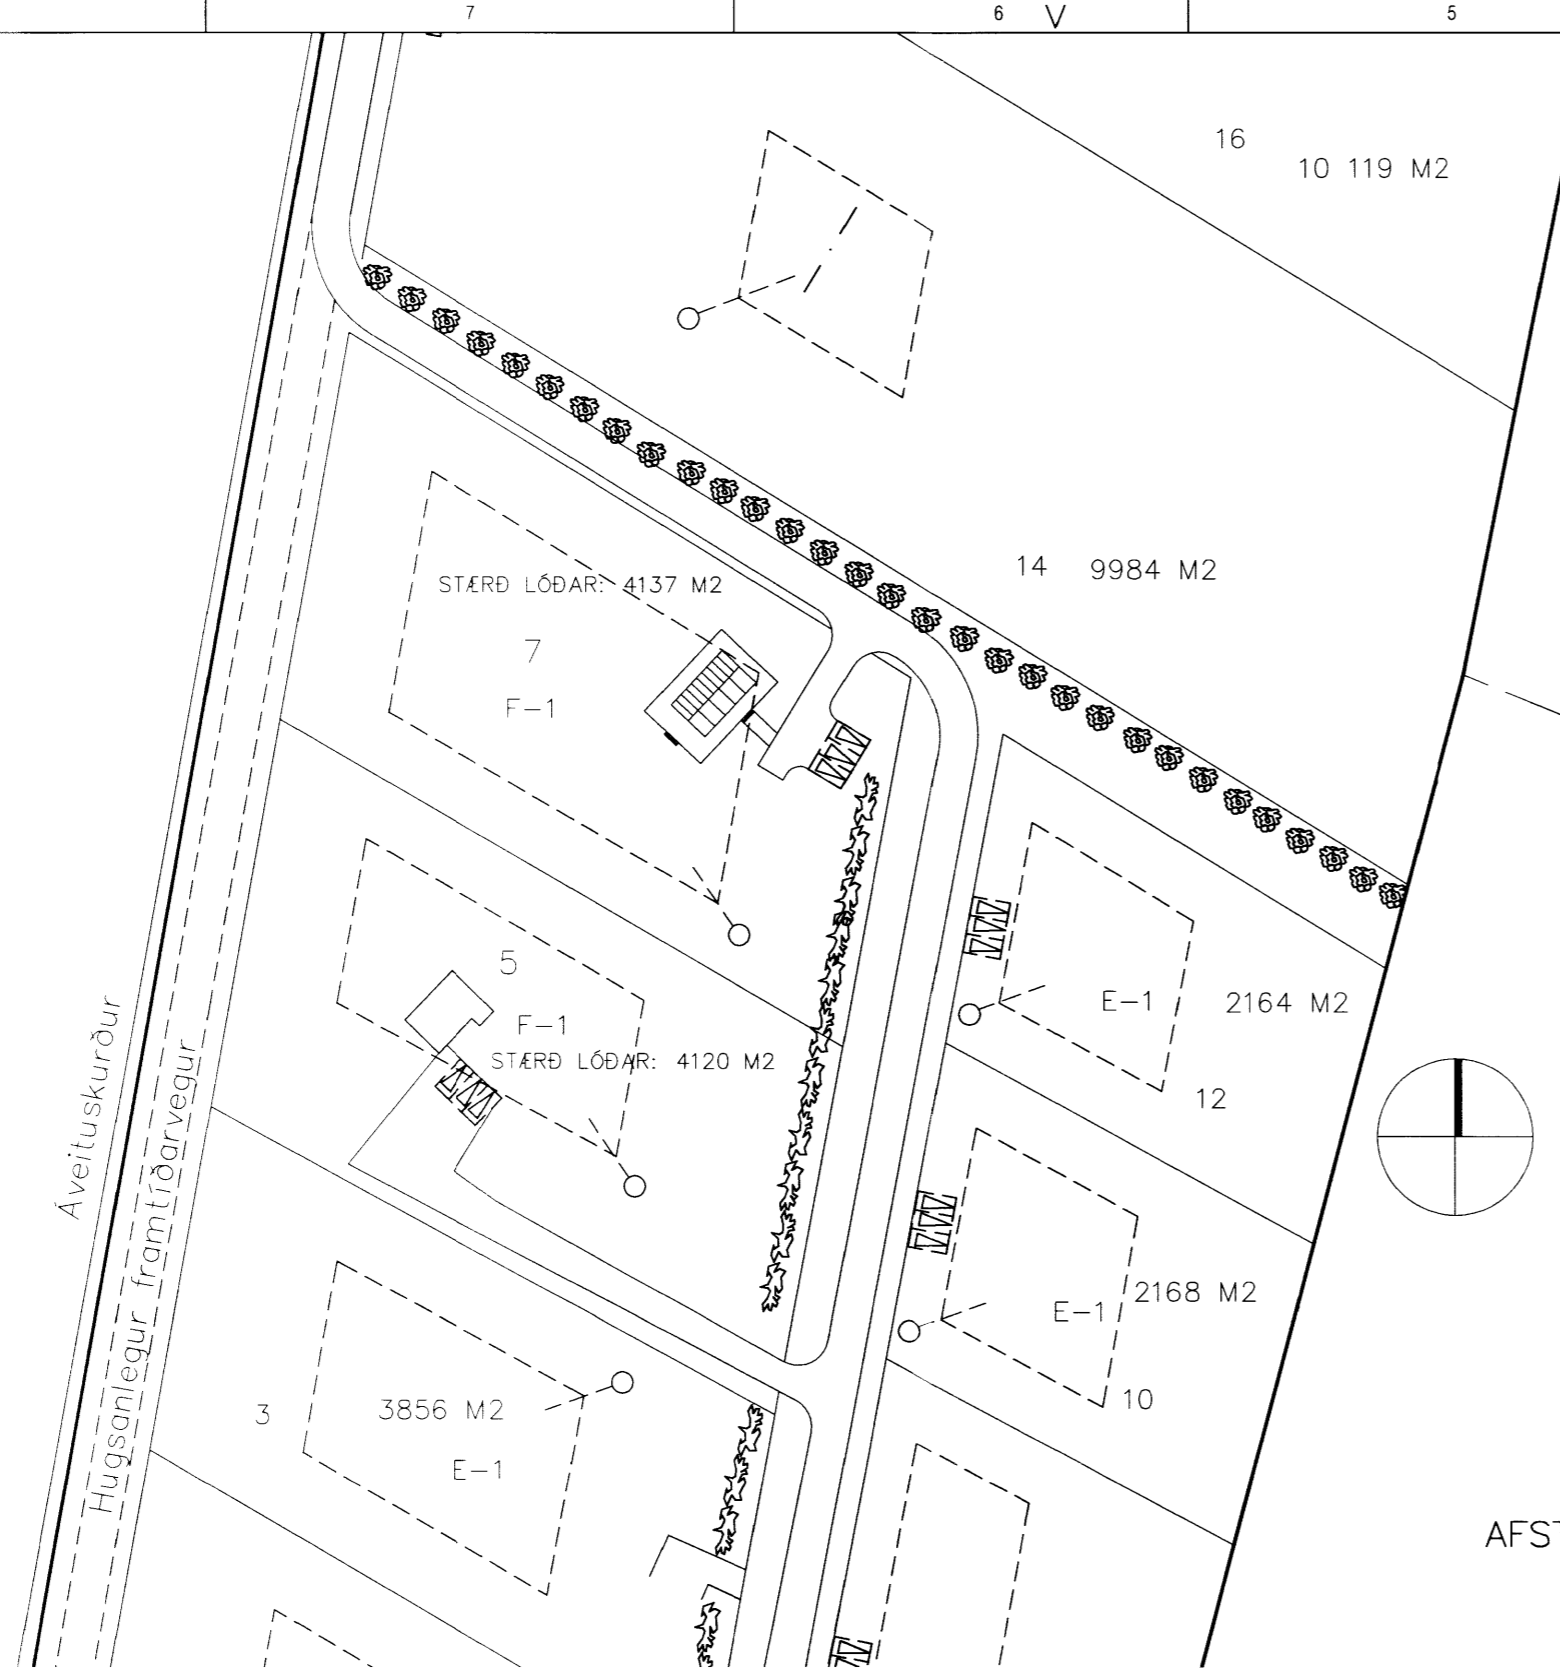 7
6
V
5
16
10 119 M2
14 9984 M2
STÆRÐ LÓÐAR: 4137 M2
7
F-1
5
F-1
STÆRÐ LÓÐAR: 4120 M2
E-1
2164 M2
12
Áveituskurður
Hugsanlegur framtíðarvegur
2168 M2
E-1
10
3
3856 M2
E-1
AFST